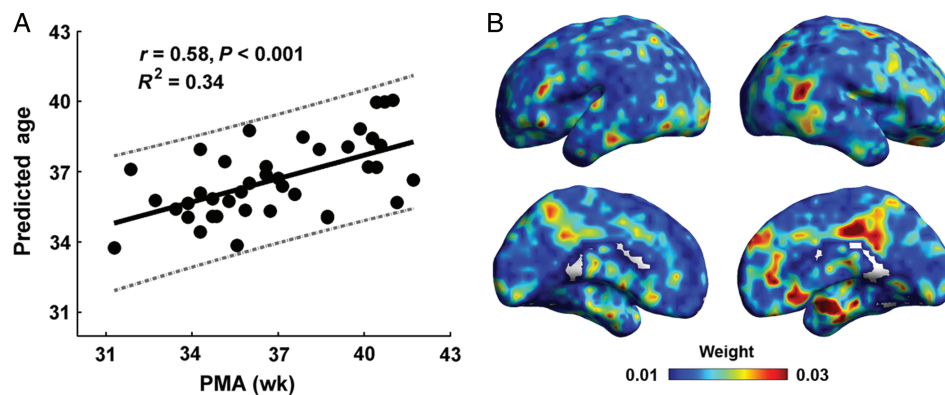 A
B
r = 0.58, P < 0.001
R² = 0.34
Predicted age
43
40
37
34
31
31 34 37 40 43
PMA (wk)
Weight
0.01 0.03